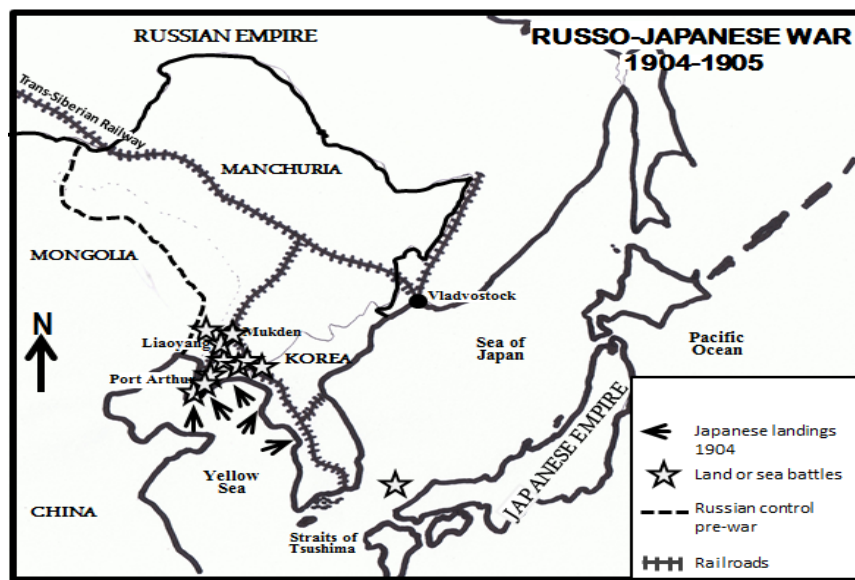 RUSSIAN EMPIRE
RUSSO-JAPANESE WAR
1904-1905
Trans-Siberian Railway
MANCHURIA
MONGOLIA
Vladvostock
N
Mukden
Liaoyang
Sea of
Japan
Pacific
Ocean
KOREA
Port Arthu
JAPANESE EMPIRE
Yellow
Sea
CHINA
Straits of
Tsushima
Japanese landings
1904
Land or sea battles
Russian control
pre-war
Railroads